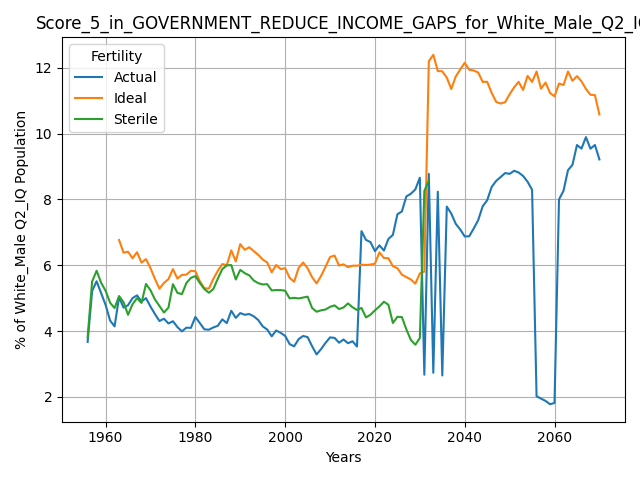 Score_5_in_GOVERNMENT_REDUCE_INCOME_GAPS_for_White_Male_Q2_IQ
Fertility
Actual
Ideal
Sterile
% of White_Male Q2_IQ Population
12
10
8
6
4
2
1960 1980 2000 2020 2040 2060
Years